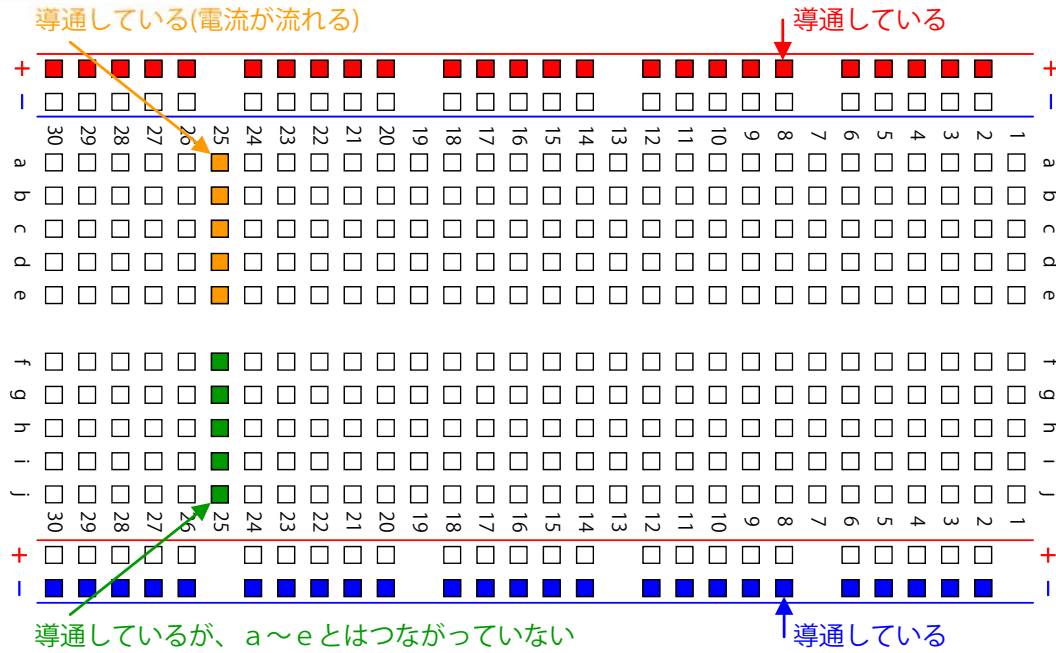 導通している(電流が流れる)
導通している
+ +
− −
30 29 28 27 26 25 24 23 22 21 20 19 18 17 16 15 14 13 12 11 10 9 8 7 6 5 4 3 2 1
a a
b b
c c
d d
e e
f f
g g
h h
i i
j j
30 29 28 27 26 25 24 23 22 21 20 19 18 17 16 15 14 13 12 11 10 9 8 7 6 5 4 3 2 1
+ +
− −
導通しているが、a～eとはつながっていない
導通している